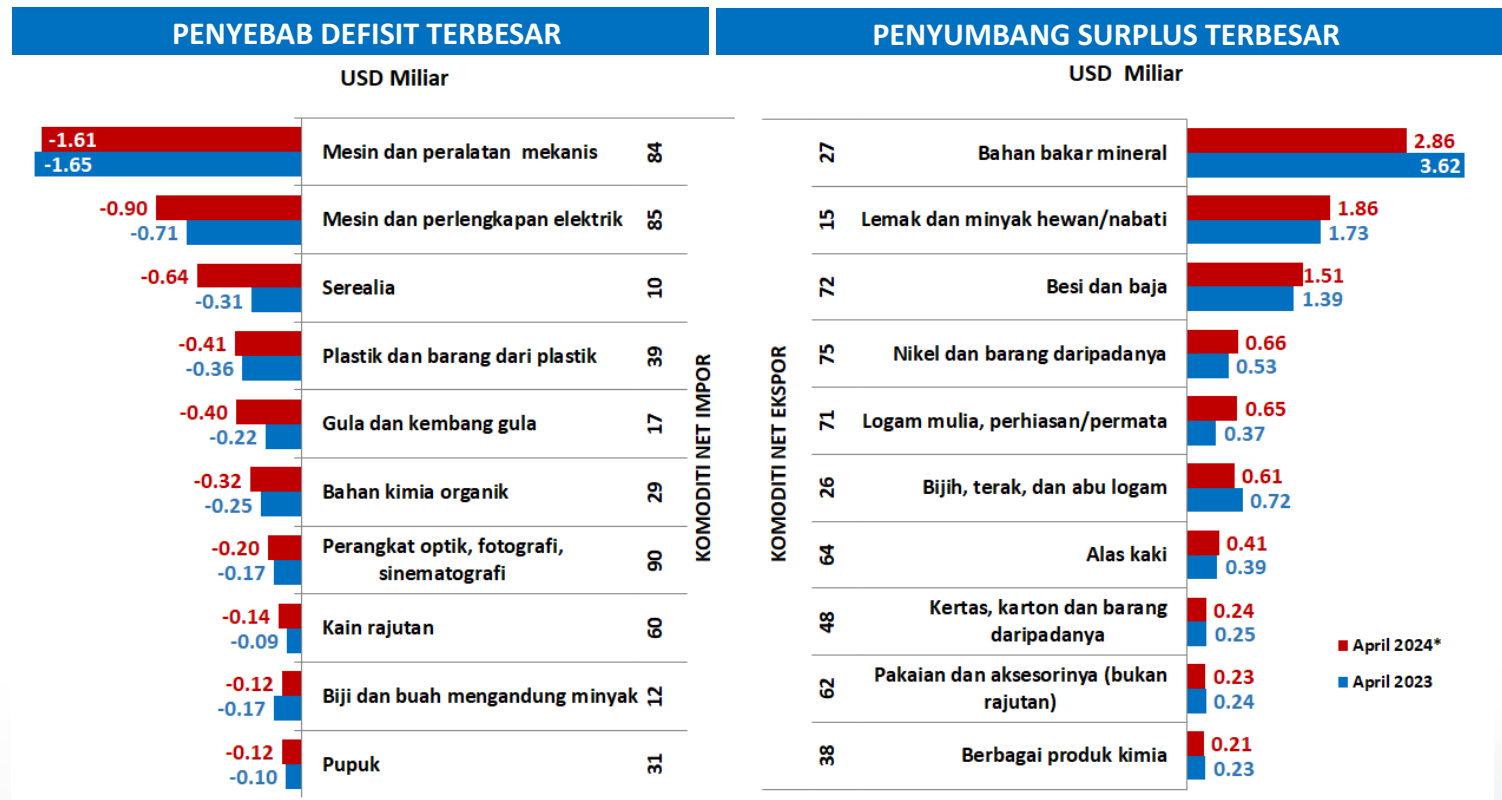 PENYEBAB DEFISIT TERBESAR
USD Miliar
-1.61
-1.65
Mesin dan peralatan mekanis
84
-0.90
-0.71
Mesin dan perlengkapan elektrik
85
-0.64
-0.31
Serealia
10
-0.41
-0.36
Plastik dan barang dari plastik
39
-0.40
-0.22
Gula dan kembang gula
17
-0.32
-0.25
Bahan kimia organik
29
-0.20
-0.17
Perangkat optik, fotografi,
sinematografi
90
-0.14
-0.09
Kain rajutan
60
-0.12
-0.17
Biji dan buah mengandung minyak
12
-0.12
-0.10
Pupuk
31
KOMODITI NET IMPOR
PENYUMBANG SURPLUS TERBESAR
USD Miliar
KOMODITI NET EKSPOR
27
Bahan bakar mineral
2.86
3.62
15
Lemak dan minyak hewan/nabati
1.86
1.73
72
Besi dan baja
1.51
1.39
75
Nikel dan barang daripadanya
0.66
0.53
71
Logam mulia, perhiasan/permata
0.65
0.37
26
Bijih, terak, dan abu logam
0.61
0.72
64
Alas kaki
0.41
0.39
48
Kertas, karton dan barang
daripadanya
0.24
0.25
62
Pakaian dan aksesorinya (bukan
rajutan)
0.23
0.24
38
Berbagai produk kimia
0.21
0.23
April 2024*
April 2023